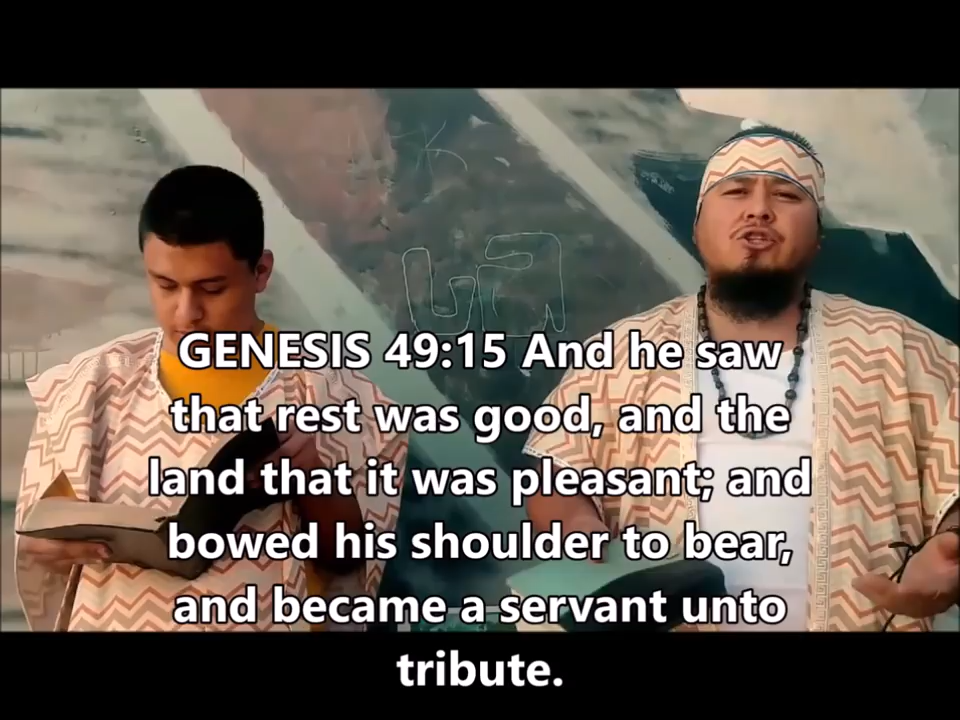 GENESIS 49:15 And he saw
that rest was good, and the
land that it was pleasant; and
bowed his shoulder to bear,
and became a servant unto
tribute.